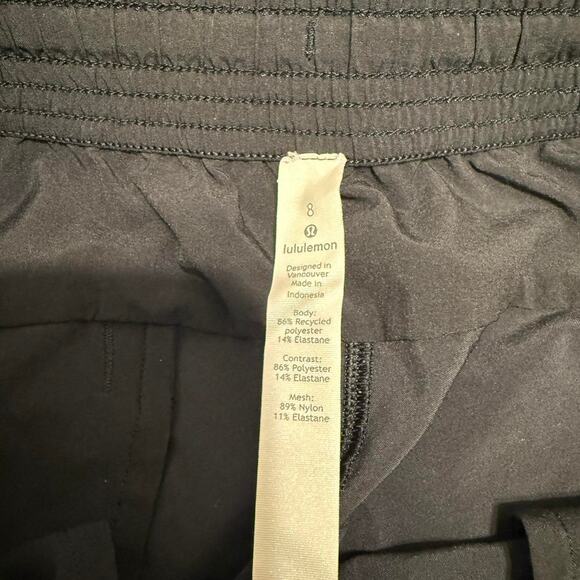 8
lululemon
Designed in
Vancouver
Made in
Indonesia
Body:
86% Recycled
polyester
14% Elastane
Contrast:
86% Polyester
14% Elastane
Mesh:
89% Nylon
11% Elastane